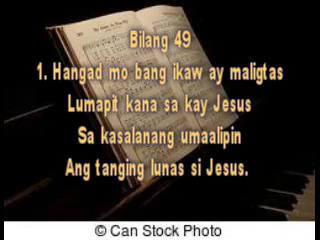 Bilang 49
1. Hangad mo bang ikaw ay maligtas
Lumapit kana sa kay Jesus
Sa kasalanang umaalipin
Ang tanging lunas si Jesus.
© Can Stock Photo